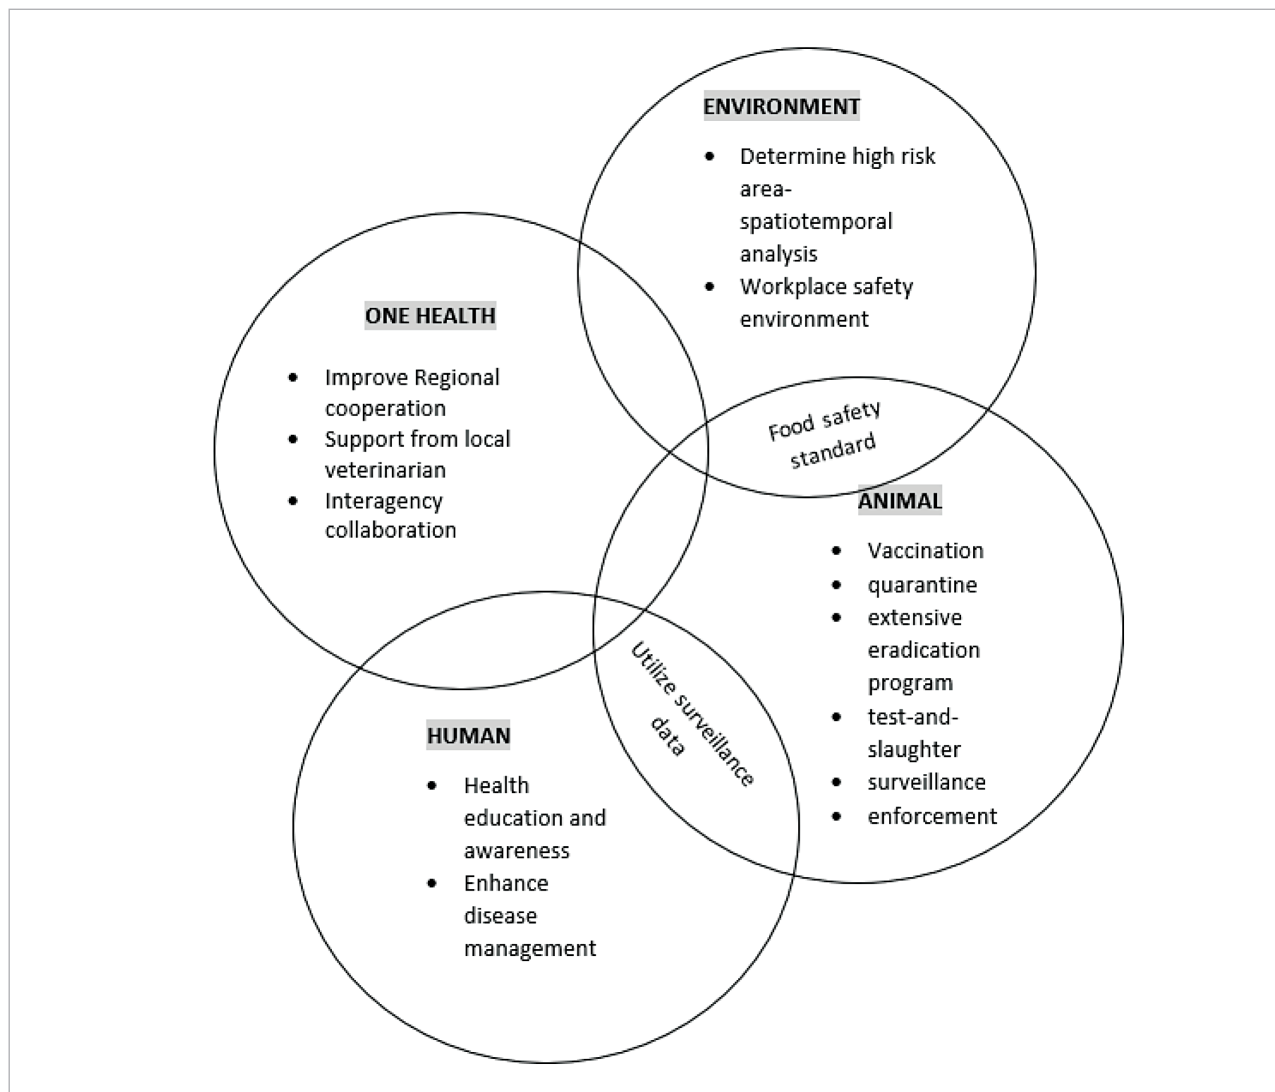 ENVIRONMENT
• Determine high risk
area-
spatiotemporal
analysis
• Workplace safety
environment
ONE HEALTH
• Improve Regional
cooperation
• Support from local
veterinarian
• Interagency
collaboration
Food safety
standard
ANIMAL
• Vaccination
• quarantine
• extensive
eradication
program
• test-and-
slaughter
• surveillance
• enforcement
Utilize surveillance
data
HUMAN
• Health
education and
awareness
• Enhance
disease
management